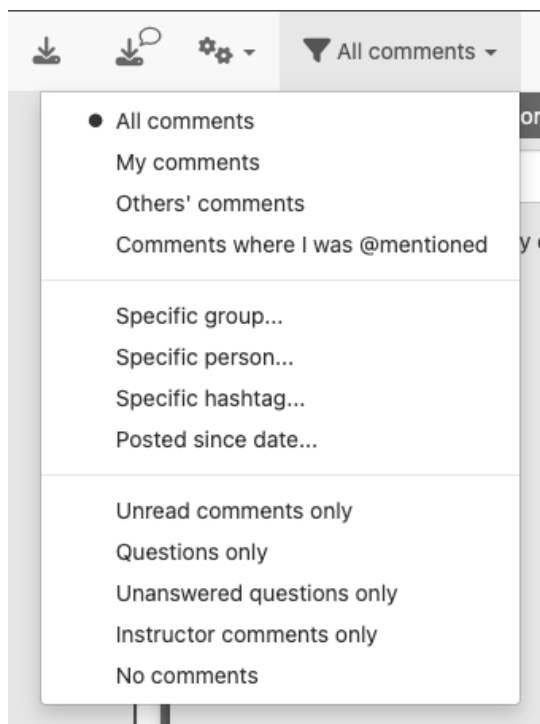 All comments
or
All comments
My comments
Others' comments
Comments where I was @mentioned
y
Specific group...
Specific person...
Specific hashtag...
Posted since date...
Unread comments only
Questions only
Unanswered questions only
Instructor comments only
No comments